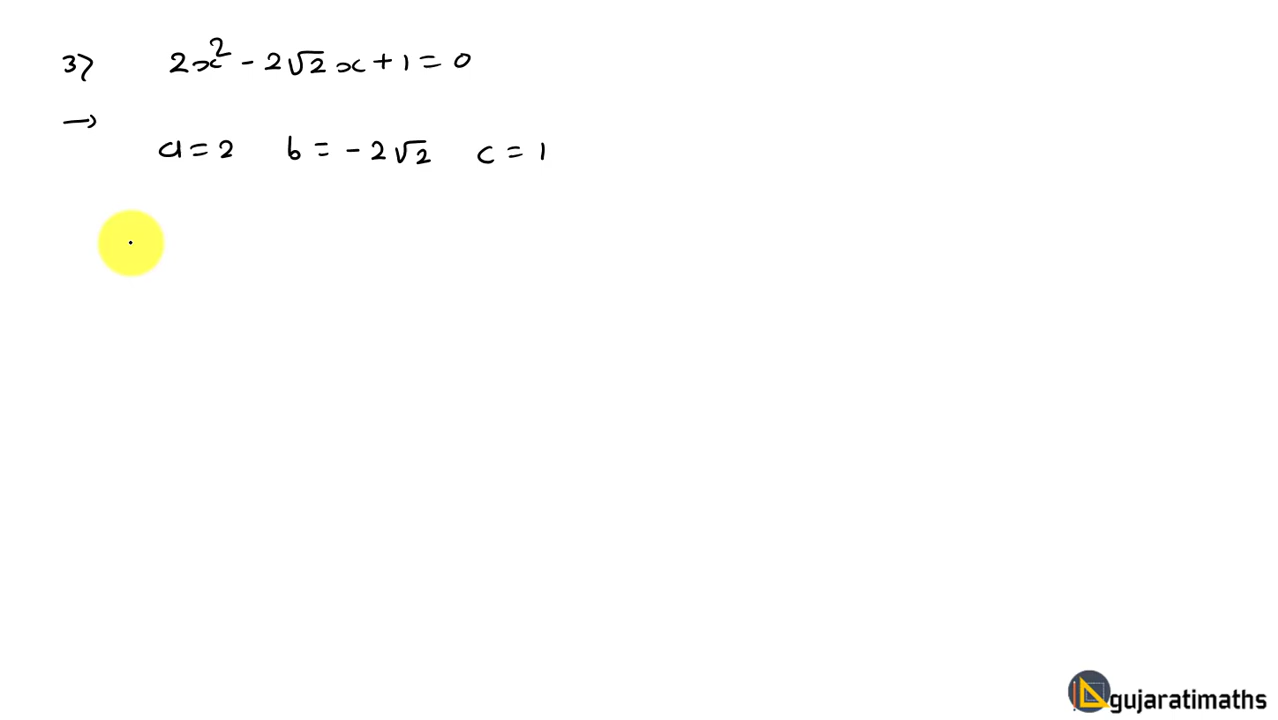 3) 2x² - 2√2 x + 1 = 0
→
a = 2 b = - 2√2 c = 1
gujaratimaths